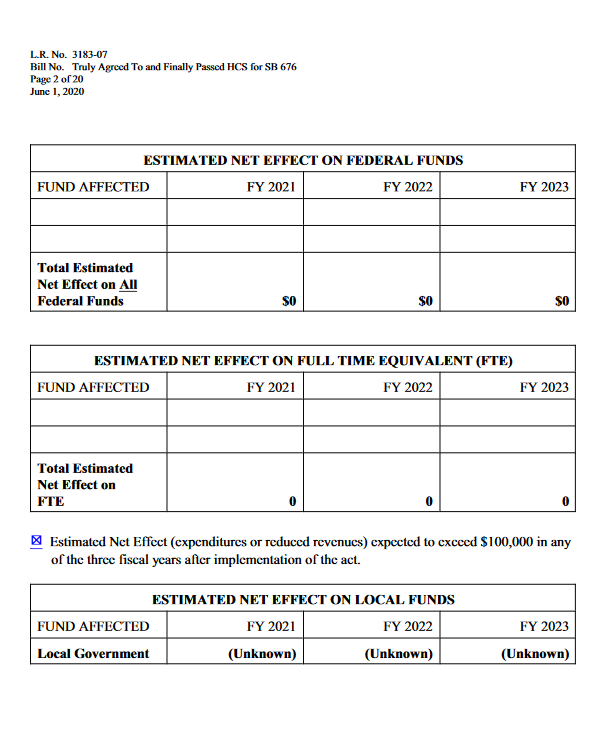 L.R. No. 3183-07
Bill No. Truly Agreed To and Finally Passed HCS for SB 676
Page 2 of 20
June 1, 2020
ESTIMATED NET EFFECT ON FEDERAL FUNDS
FUND AFFECTED FY 2021 FY 2022 FY 2023
Total Estimated
Net Effect on All
Federal Funds $0 $0 $0
ESTIMATED NET EFFECT ON FULL TIME EQUIVALENT (FTE)
FUND AFFECTED FY 2021 FY 2022 FY 2023
Total Estimated
Net Effect on
FTE 0 0 0
☒ Estimated Net Effect (expenditures or reduced revenues) expected to exceed $100,000 in any
of the three fiscal years after implementation of the act.
ESTIMATED NET EFFECT ON LOCAL FUNDS
FUND AFFECTED FY 2021 FY 2022 FY 2023
Local Government (Unknown) (Unknown) (Unknown)